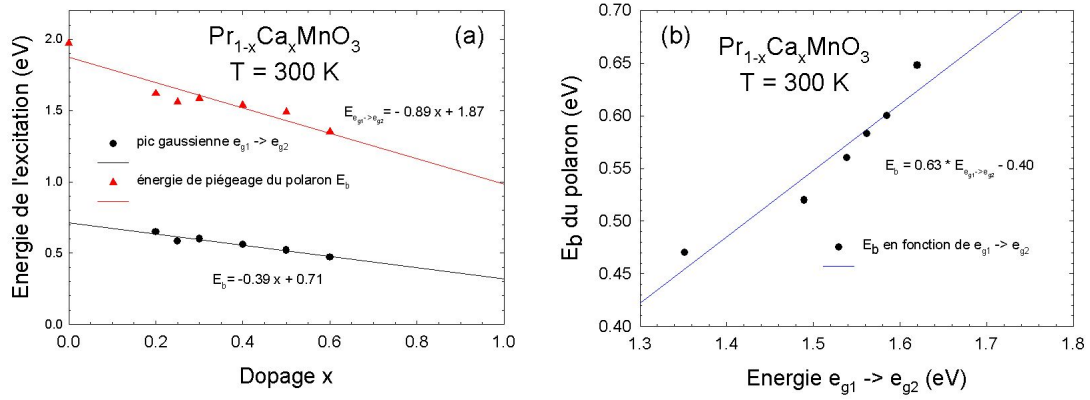 Energie de l'excitation (eV)
2.0
1.5
1.0
0.5
0.0
Pr1-xCaxMnO3
T = 300 K
(a)
Eeg1->eg2 = - 0.89 x + 1.87
pic gaussienne eg1 -> eg2
énergie de piégeage du polaron Eb
Eb = -0.39 x + 0.71
0.0 0.2 0.4 0.6 0.8 1.0
Dopage x
Eb du polaron (eV)
0.70
0.65
0.60
0.55
0.50
0.45
0.40
(b)
Pr1-xCaxMnO3
T = 300 K
Eb = 0.63 * Eeg1->eg2 - 0.40
Eb en fonction de eg1 -> eg2
1.3 1.4 1.5 1.6 1.7 1.8
Energie eg1 -> eg2 (eV)